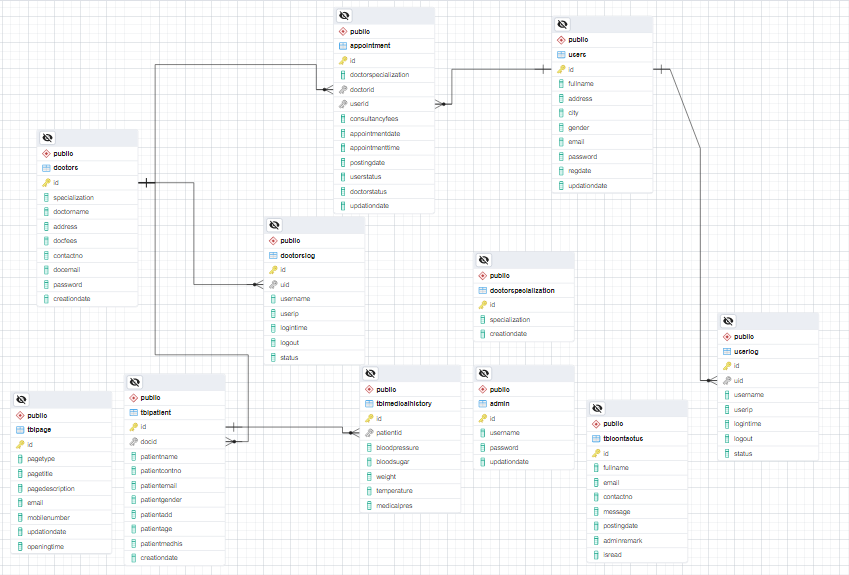 public
appointment
id
doctorspecialization
doctorid
userid
consultancyfees
appointmentdate
appointmenttime
postingdate
userstatus
doctorstatus
updationdate
public
users
id
fullname
address
city
gender
email
password
regdate
updationdate
public
doctors
id
specialization
doctorname
address
docfees
contactno
docemail
password
creationdate
public
doctorslog
id
uid
username
userip
logintime
logout
status
public
doctorspecialization
id
specialization
creationdate
public
userlog
id
uid
username
userip
logintime
logout
status
public
tblpage
id
pagetype
pagetitle
pagedescription
email
mobilenumber
updationdate
openingtime
public
tblpatient
id
docid
patientname
patientcontno
patientemail
patientgender
patientadd
patientage
patientmedhis
creationdate
public
tblmedicalhistory
id
patientid
bloodpressure
bloodsugar
weight
temperature
medicalpres
public
admin
id
username
password
updationdate
public
tblcontactus
id
fullname
email
contactno
message
postingdate
adminremark
isread